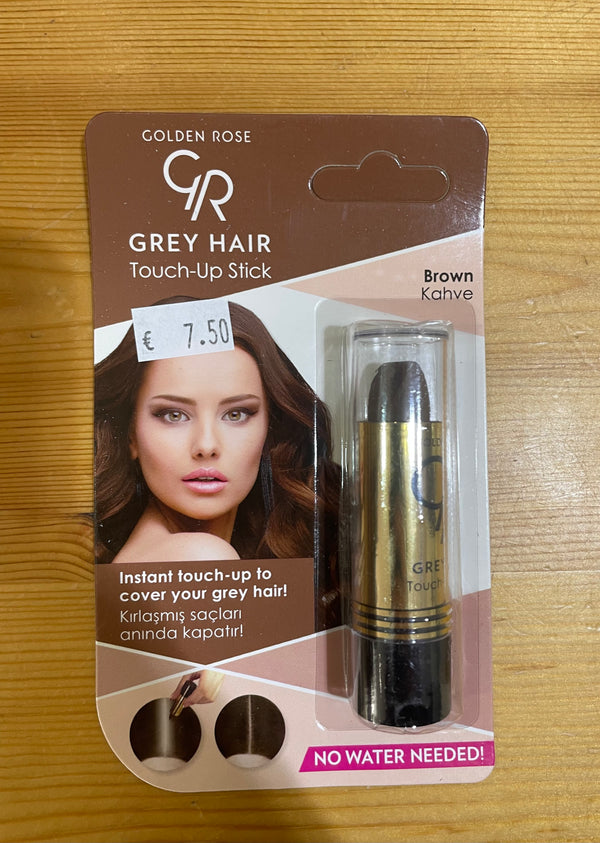 GOLDEN ROSE
GR
GREY HAIR
Touch-Up Stick
Brown
Kahve
€ 7.50
Instant touch-up to
cover your grey hair!
Kırlaşmış saçları
anında kapatır!
GOLD
GR
GREY
Touch-
NO WATER NEEDED!